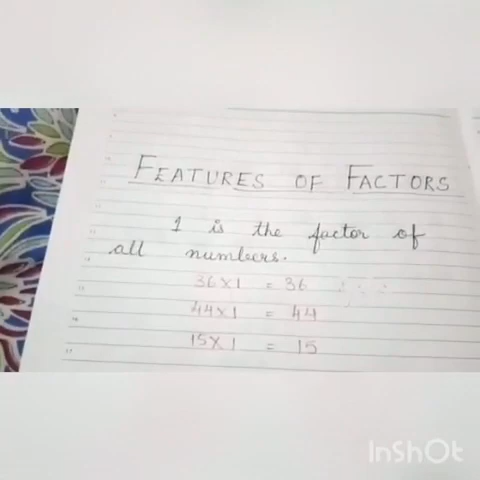 FEATURES OF FACTORS
1 is the factor of
all numbers.
36×1 = 36
44×1 = 44
15×1 = 15
InShOt